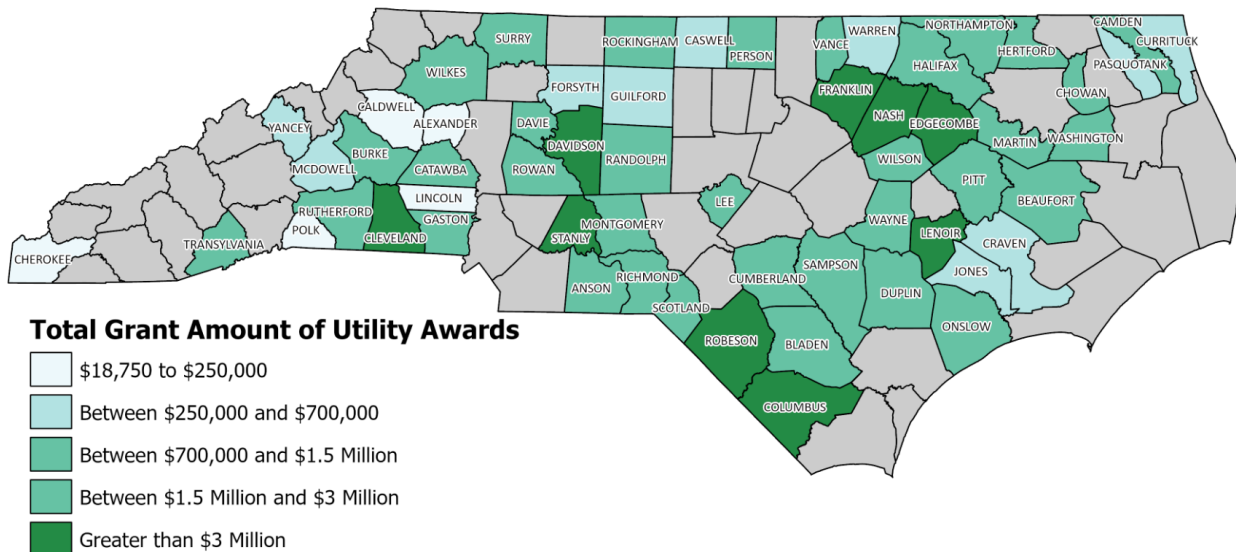 SURRY
ROCKINGHAM
CASWELL
PERSON
VANCE
WARREN
NORTHAMPTON
HERTFORD
CAMDEN
CURRITUCK
PASQUOTANK
HALIFAX
WILKES
FORSYTH
GUILFORD
FRANKLIN
NASH
EDGECOMBE
CHOWAN
CALDWELL
ALEXANDER
YANCEY
DAVIE
DAVIDSON
RANDOLPH
MARTIN
WASHINGTON
BURKE
MCDOWELL
CATAWBA
ROWAN
WILSON
PITT
BEAUFORT
LINCOLN
LEE
RUTHERFORD
GASTON
MONTGOMERY
WAYNE
POLK
CLEVELAND
STANLY
LENOIR
CRAVEN
TRANSYLVANIA
CHEROKEE
ANSON
RICHMOND
SCOTLAND
CUMBERLAND
SAMPSON
DUPLIN
JONES
ONSLOW
ROBESON
BLADEN
COLUMBUS
Total Grant Amount of Utility Awards
$18,750 to $250,000
Between $250,000 and $700,000
Between $700,000 and $1.5 Million
Between $1.5 Million and $3 Million
Greater than $3 Million